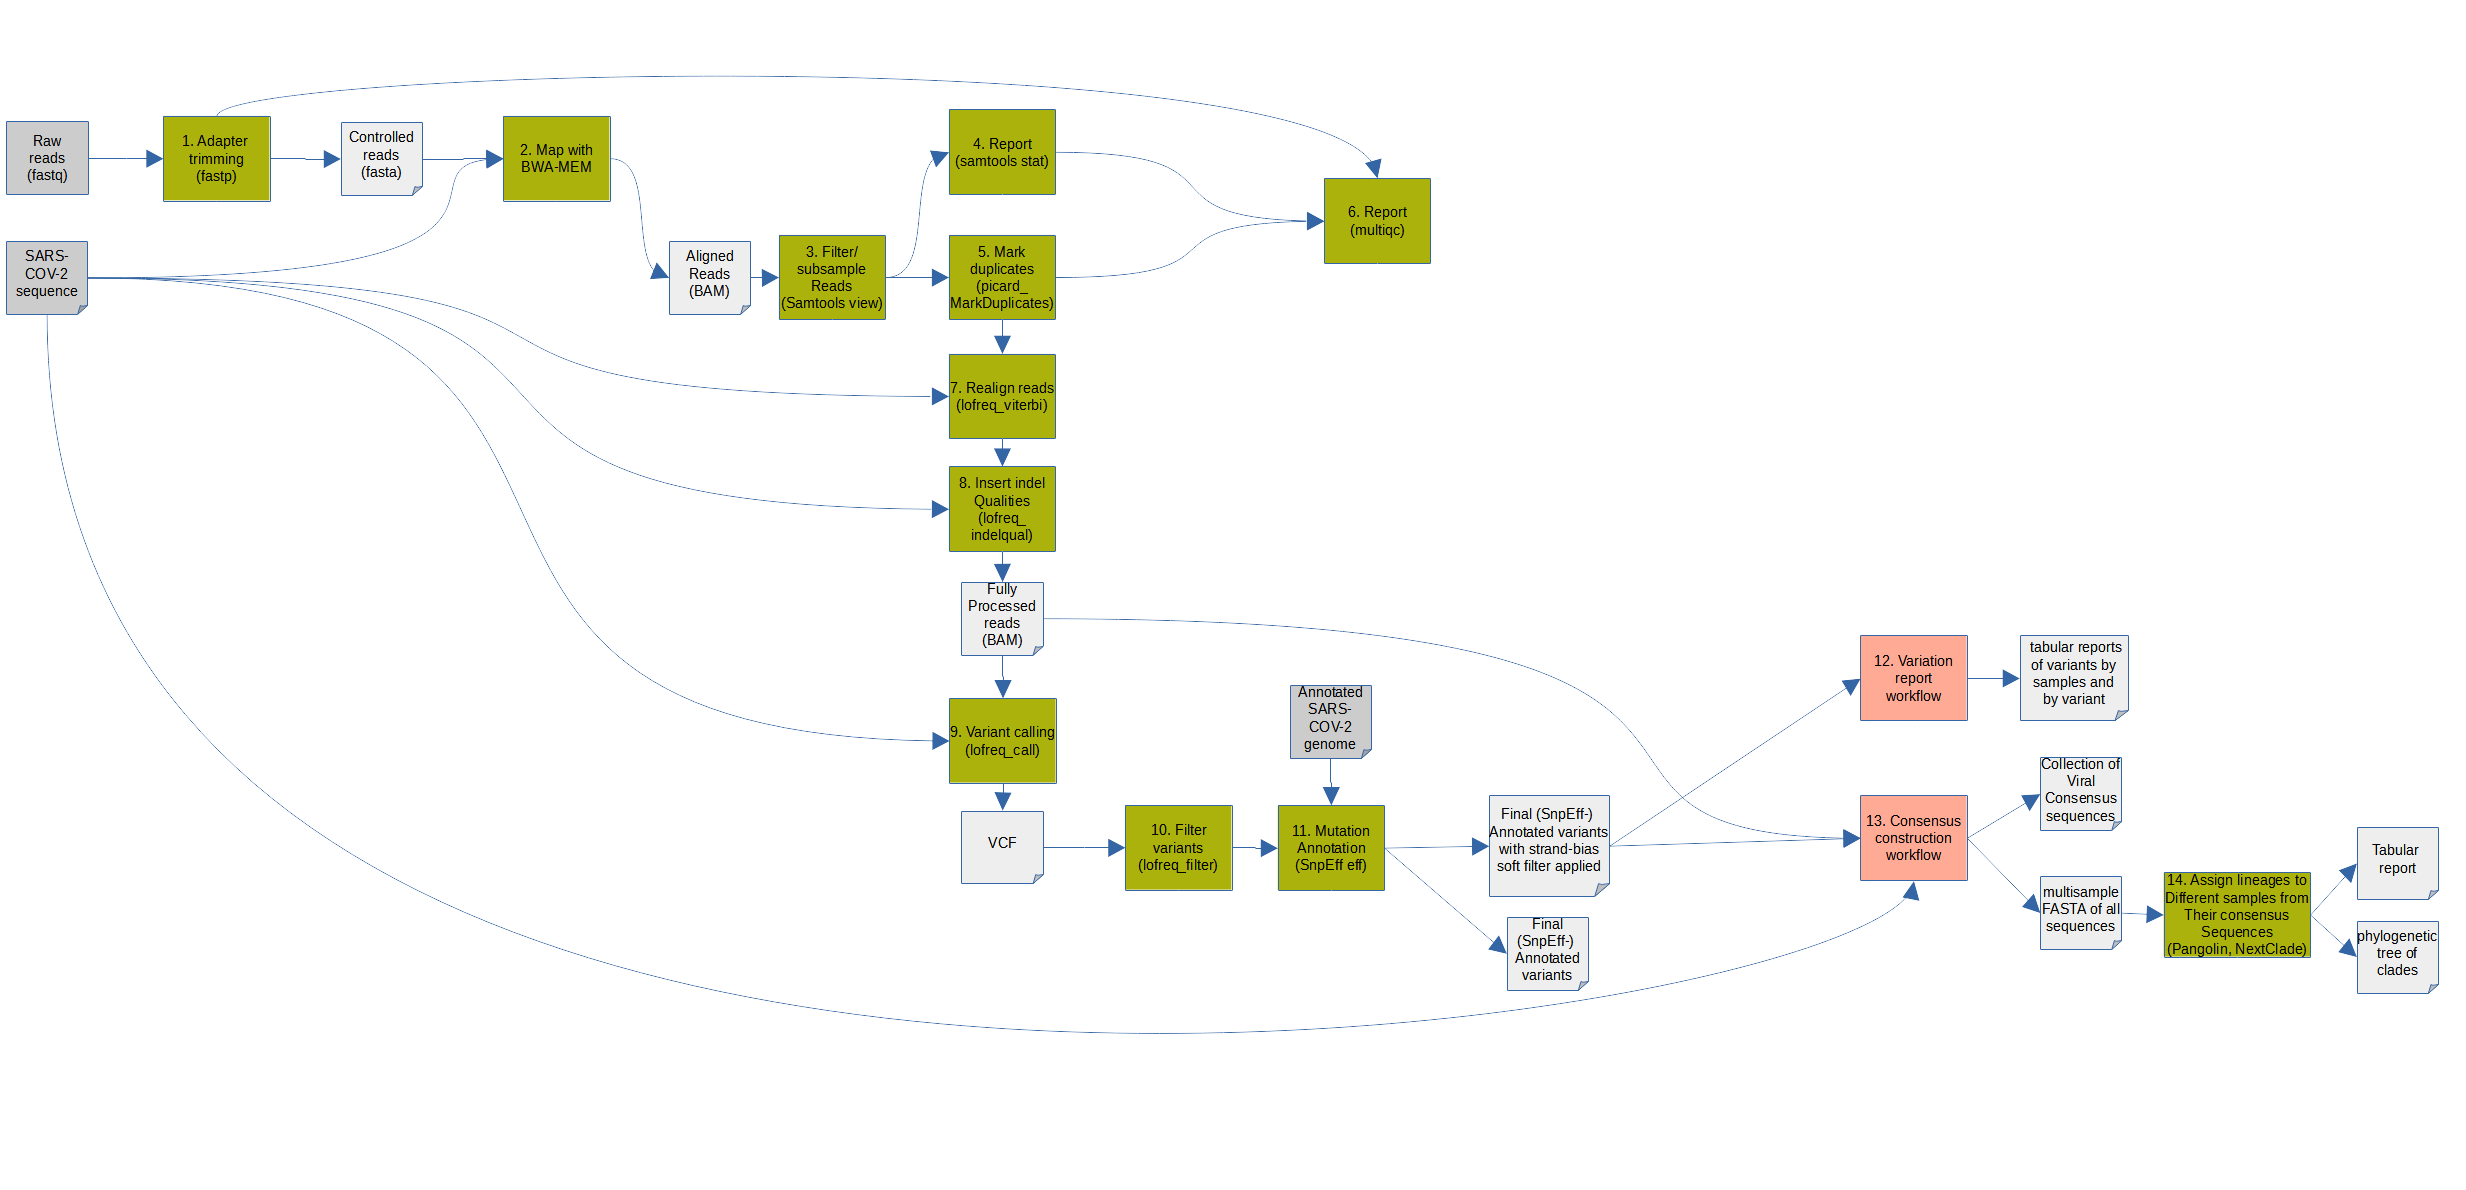 Raw
reads
(fastq)
1. Adapter
trimming
(fastp)
Controlled
reads
(fasta)
2. Map with
BWA-MEM
4. Report
(samtools stat)
6. Report
(multiqc)
SARS-
COV-2
sequence
Aligned
Reads
(BAM)
3. Filter/
subsample
Reads
(Samtools view)
5. Mark
duplicates
(picard_
MarkDuplicates)
7. Realign reads
(lofreq_viterbi)
8. Insert indel
Qualities
(lofreq_
indelqual)
Fully
Processed
reads
(BAM)
9. Variant calling
(lofreq_call)
VCF
10. Filter
variants
(lofreq_filter)
Annotated
SARS-
COV-2
genome
11. Mutation
Annotation
(SnpEff eff)
Final (SnpEff-)
Annotated variants
with strand-bias
soft filter applied
Final
(SnpEff-)
Annotated
variants
12. Variation
report
workflow
tabular reports
of variants by
samples and
by variant
13. Consensus
construction
workflow
Collection of
Viral
Consensus
sequences
multisample
FASTA of all
sequences
14. Assign lineages to
Different samples from
Their consensus
Sequences
(Pangolin, NextClade)
Tabular
report
phylogenetic
tree of
clades